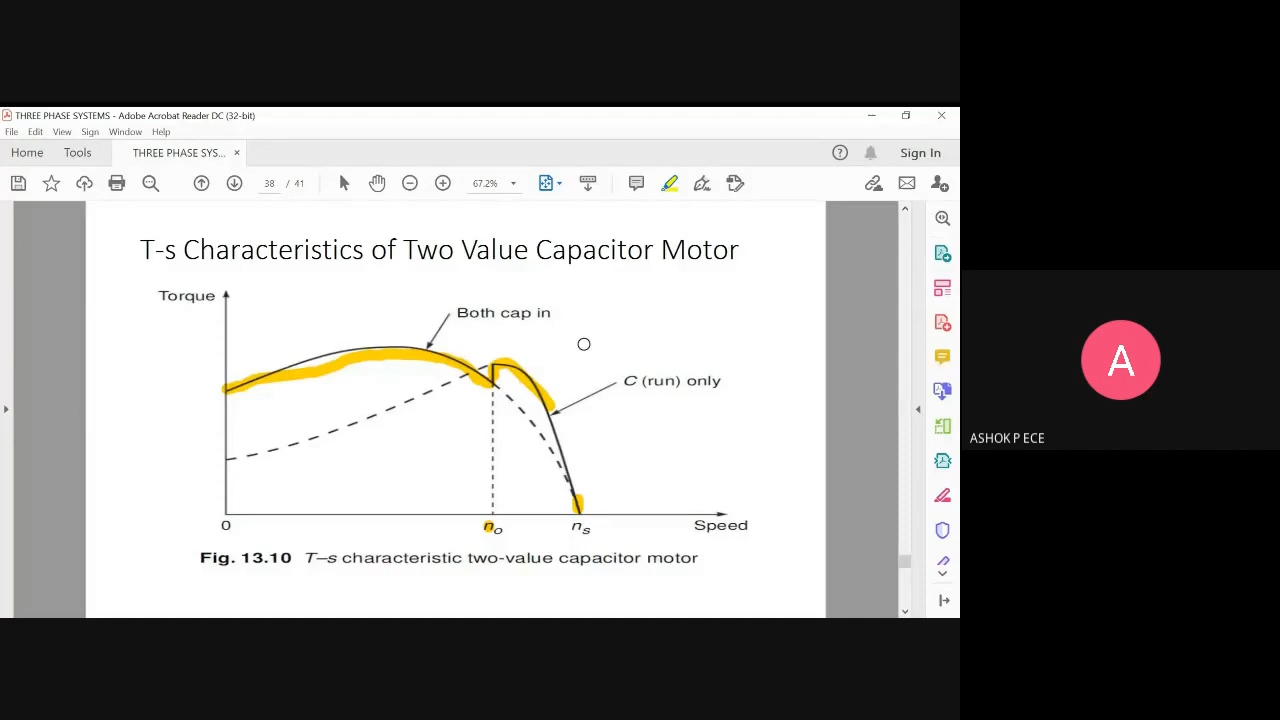 THREE PHASE SYSTEMS - Adobe Acrobat Reader DC (32-bit)
File Edit View Sign Window Help
Home Tools THREE PHASE SYS... × Sign In
38 / 41 67.2%
T-s Characteristics of Two Value Capacitor Motor
Torque
Both cap in
C (run) only
0 no ns Speed
Fig. 13.10 T–s characteristic two-value capacitor motor
A
ASHOK P ECE